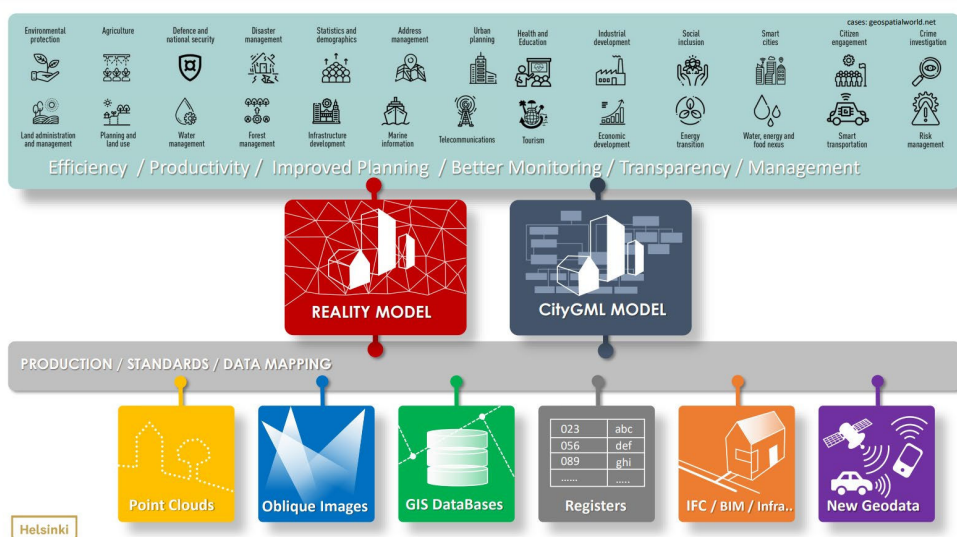 cases: geospatialworld.net
Environmental
protection
Agriculture
Defence and
national security
Disaster
management
Statistics and
demographics
Address
management
Urban
planning
Health and
Education
Industrial
development
Social
inclusion
Smart
cities
Citizen
engagement
Crime
investigation
Land administration
and management
Planning and
land use
Water
management
Forest
management
Infrastructure
development
Marine
information
Telecommunications
Tourism
Economic
development
Energy
transition
Water, energy and
food nexus
Smart
transportation
Risk
management
Efficiency / Productivity / Improved Planning / Better Monitoring / Transparency / Management
REALITY MODEL
CityGML MODEL
PRODUCTION / STANDARDS / DATA MAPPING
Point Clouds
Oblique Images
GIS DataBases
023 abc
056 def
089 ghi
...... .....
Registers
IFC / BIM / Infra..
New Geodata
Helsinki